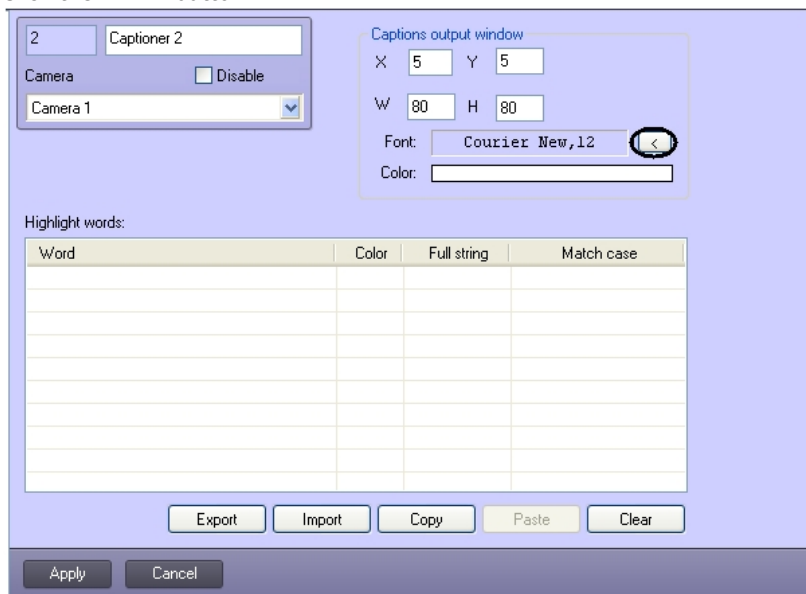 2 Captioner 2
Camera Disable
Camera 1
Captions output window
X 5 Y 5
W 80 H 80
Font: Courier New,12 <
Color:
Highlight words:
Word Color Full string Match case
Export Import Copy Paste Clear
Apply Cancel